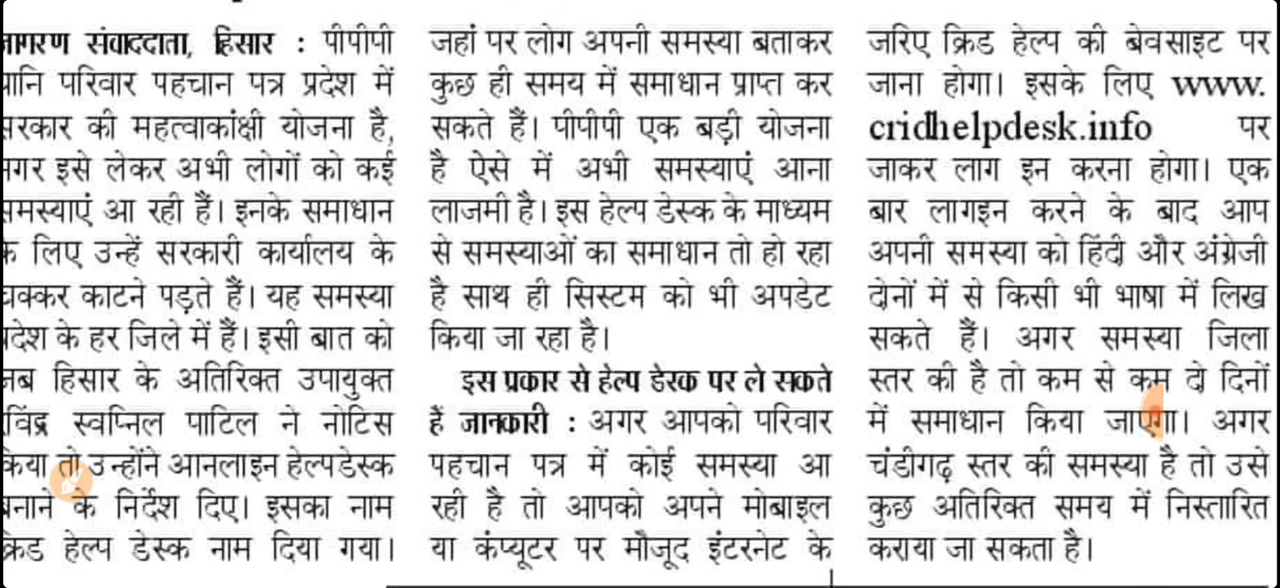 जागरण संवाददाता, हिसार : पीपीपी
यानि परिवार पहचान पत्र प्रदेश में
सरकार की महत्वाकांक्षी योजना है,
मगर इसे लेकर अभी लोगों को कई
समस्याएं आ रही हैं। इनके समाधान
के लिए उन्हें सरकारी कार्यालय के
चक्कर काटने पड़ते हैं। यह समस्या
प्रदेश के हर जिले में हैं। इसी बात को
जब हिसार के अतिरिक्त उपायुक्त
रविंद्र स्वप्निल पाटिल ने नोटिस
किया तो उन्होंने आनलाइन हेल्पडेस्क
बनाने के निर्देश दिए। इसका नाम
क्रिड हेल्प डेस्क नाम दिया गया।
जहां पर लोग अपनी समस्या बताकर
कुछ ही समय में समाधान प्राप्त कर
सकते हैं। पीपीपी एक बड़ी योजना
है ऐसे में अभी समस्याएं आना
लाजमी है। इस हेल्प डेस्क के माध्यम
से समस्याओं का समाधान तो हो रहा
है साथ ही सिस्टम को भी अपडेट
किया जा रहा है।
इस प्रकार से हेल्प डेस्क पर ले सकते
हैं जानकारी : अगर आपको परिवार
पहचान पत्र में कोई समस्या आ
रही है तो आपको अपने मोबाइल
या कंप्यूटर पर मौजूद इंटरनेट के
जरिए क्रिड हेल्प की बेवसाइट पर
जाना होगा। इसके लिए www.
cridhelpdesk.info पर
जाकर लाग इन करना होगा। एक
बार लागइन करने के बाद आप
अपनी समस्या को हिंदी और अंग्रेजी
दोनों में से किसी भी भाषा में लिख
सकते हैं। अगर समस्या जिला
स्तर की है तो कम से कम दो दिनों
में समाधान किया जाएगा। अगर
चंडीगढ़ स्तर की समस्या है तो उसे
कुछ अतिरिक्त समय में निस्तारित
कराया जा सकता है।